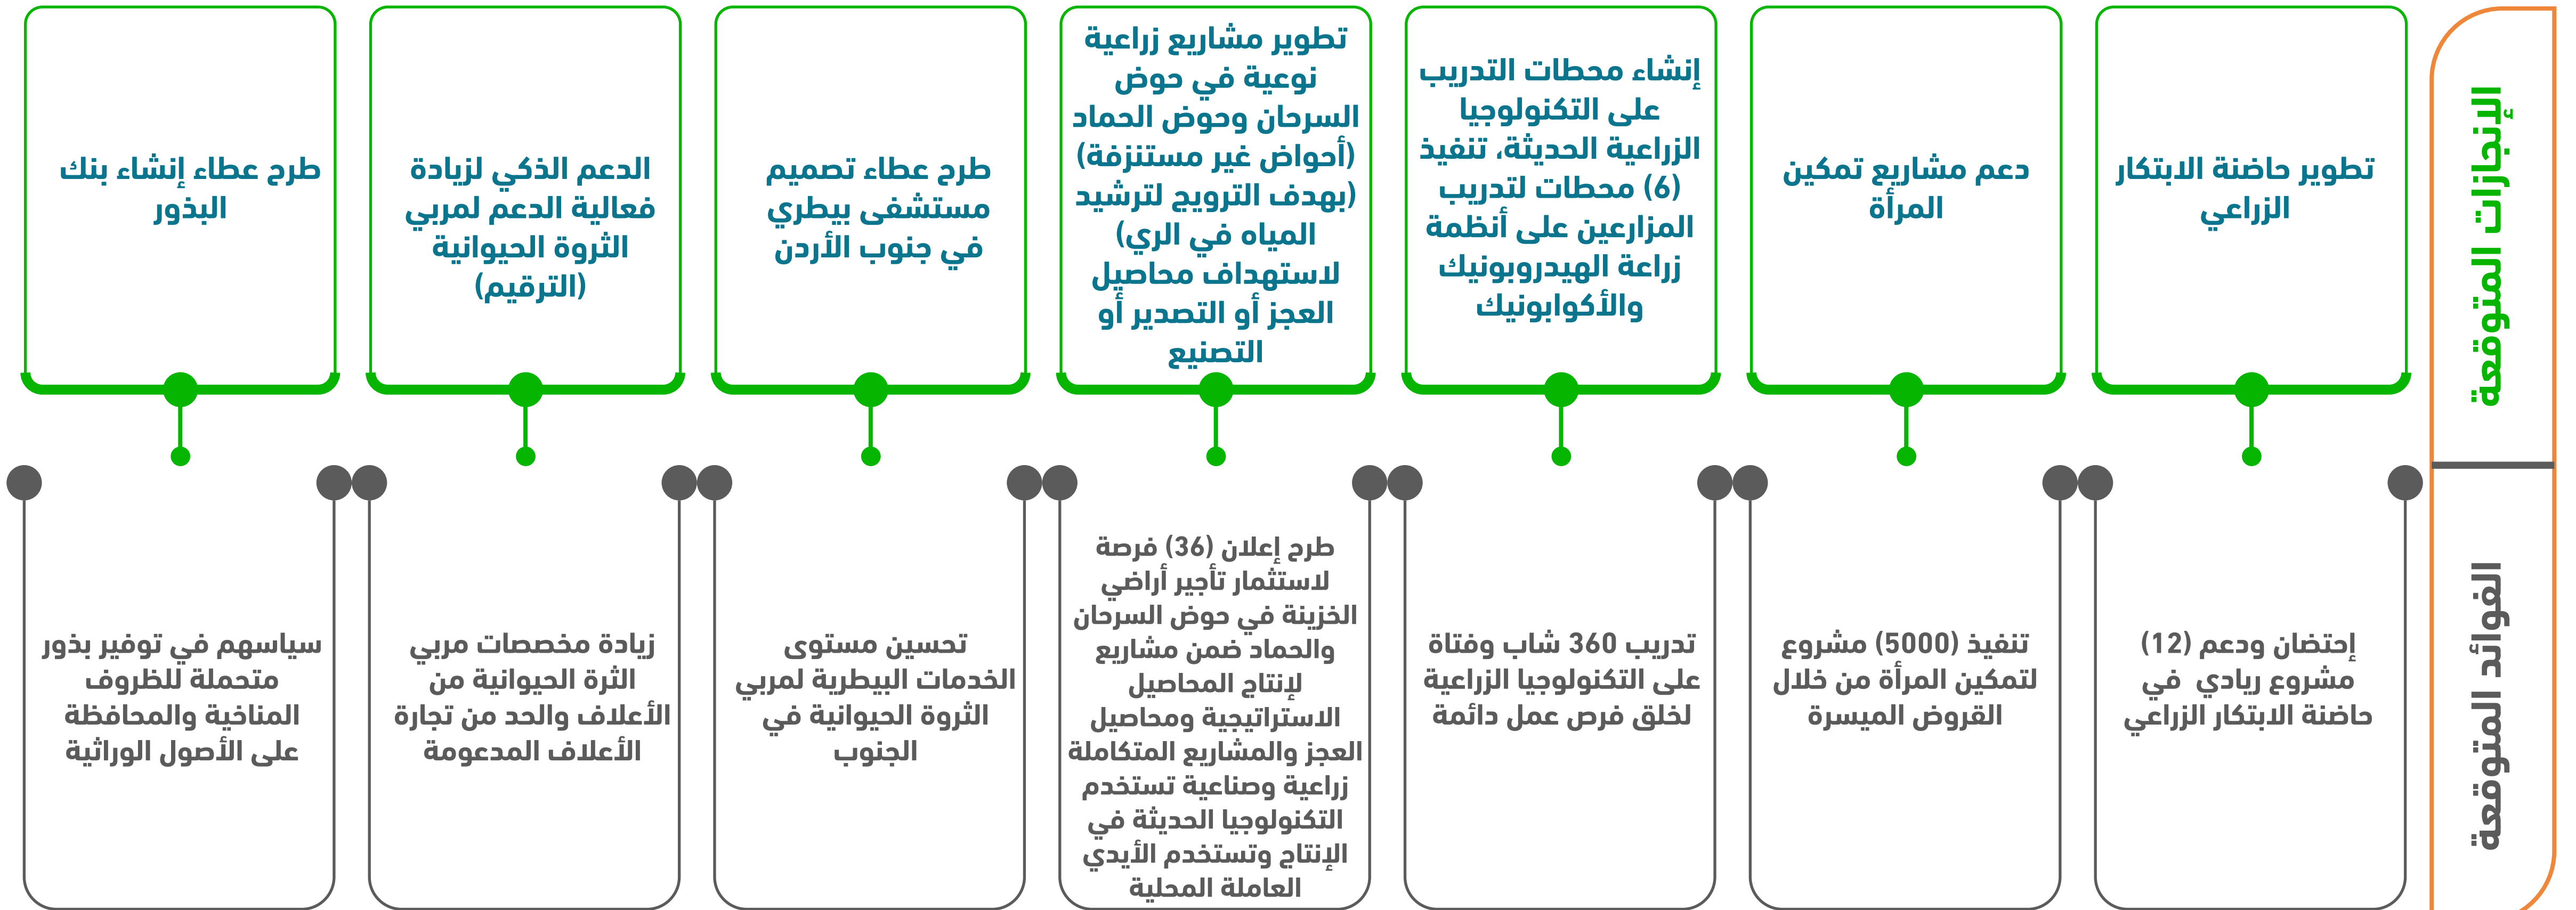 الإنجازات المتوقعة
تطوير حاضنة الابتكار
الزراعي
دعم مشاريع تمكين
المرأة
إنشاء محطات التدريب
على التكنولوجيا
الزراعية الحديثة، تنفيذ
(6) محطات لتدريب
المزارعين على أنظمة
زراعة الهيدروبونيك
والأكوابونيك
تطوير مشاريع زراعية
نوعية في حوض
السرحان وحوض الحماد
(أحواض غير مستنزفة)
(بهدف الترويج لترشيد
المياه في الري)
لاستهداف محاصيل
العجز أو التصدير أو
التصنيع
طرح عطاء تصميم
مستشفى بيطري
في جنوب الأردن
الدعم الذكي لزيادة
فعالية الدعم لمربي
الثروة الحيوانية
(الترقيم)
طرح عطاء إنشاء بنك
البذور
الفوائد المتوقعة
إحتضان ودعم (12)
مشروع ريادي في
حاضنة الابتكار الزراعي
تنفيذ (5000) مشروع
لتمكين المرأة من خلال
القروض الميسرة
تدريب 360 شاب وفتاة
على التكنولوجيا الزراعية
لخلق فرص عمل دائمة
طرح إعلان (36) فرصة
لاستثمار تأجير أراضي
الخزينة في حوض السرحان
والحماد ضمن مشاريع
لإنتاج المحاصيل
الاستراتيجية ومحاصيل
العجز والمشاريع المتكاملة
زراعية وصناعية تستخدم
التكنولوجيا الحديثة في
الإنتاج وتستخدم الأيدي
العاملة المحلية
تحسين مستوى
الخدمات البيطرية لمربي
الثروة الحيوانية في
الجنوب
زيادة مخصصات مربي
الثرة الحيوانية من
الأعلاف والحد من تجارة
الأعلاف المدعومة
سياسهم في توفير بذور
متحملة للظروف
المناخية والمحافظة
على الأصول الوراثية